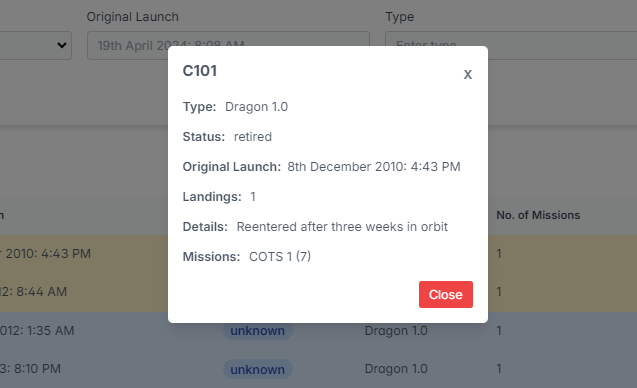 Original Launch
Type
19th April 2024: 8:08 AM
Enter type
C101
x
Type: Dragon 1.0
Status: retired
Original Launch: 8th December 2010: 4:43 PM
Landings: 1
Details: Reentered after three weeks in orbit
Missions: COTS 1 (7)
Close
No. of Missions
2010: 4:43 PM 1
8:44 AM 1
1:35 AM unknown Dragon 1.0 1
8:10 PM unknown Dragon 1.0 1